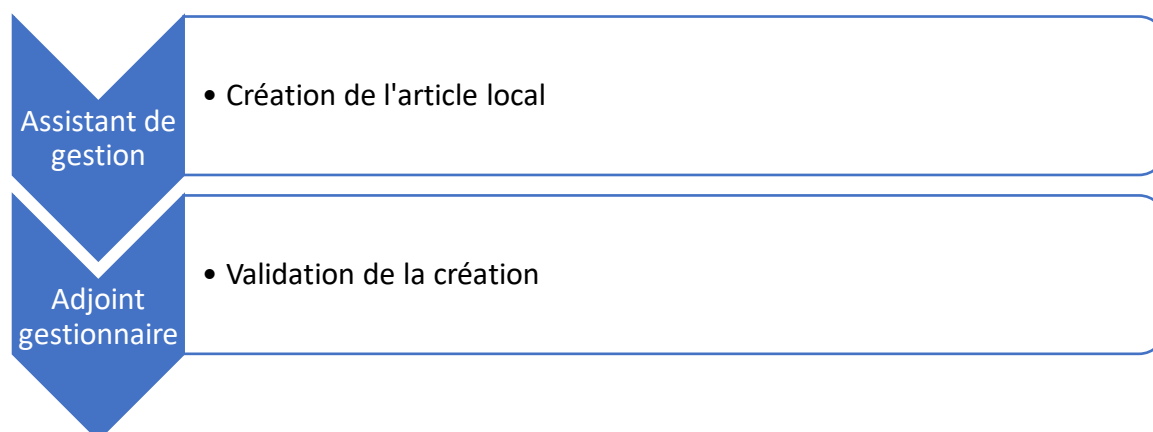 Assistant de
gestion
• Création de l'article local
Adjoint
gestionnaire
• Validation de la création